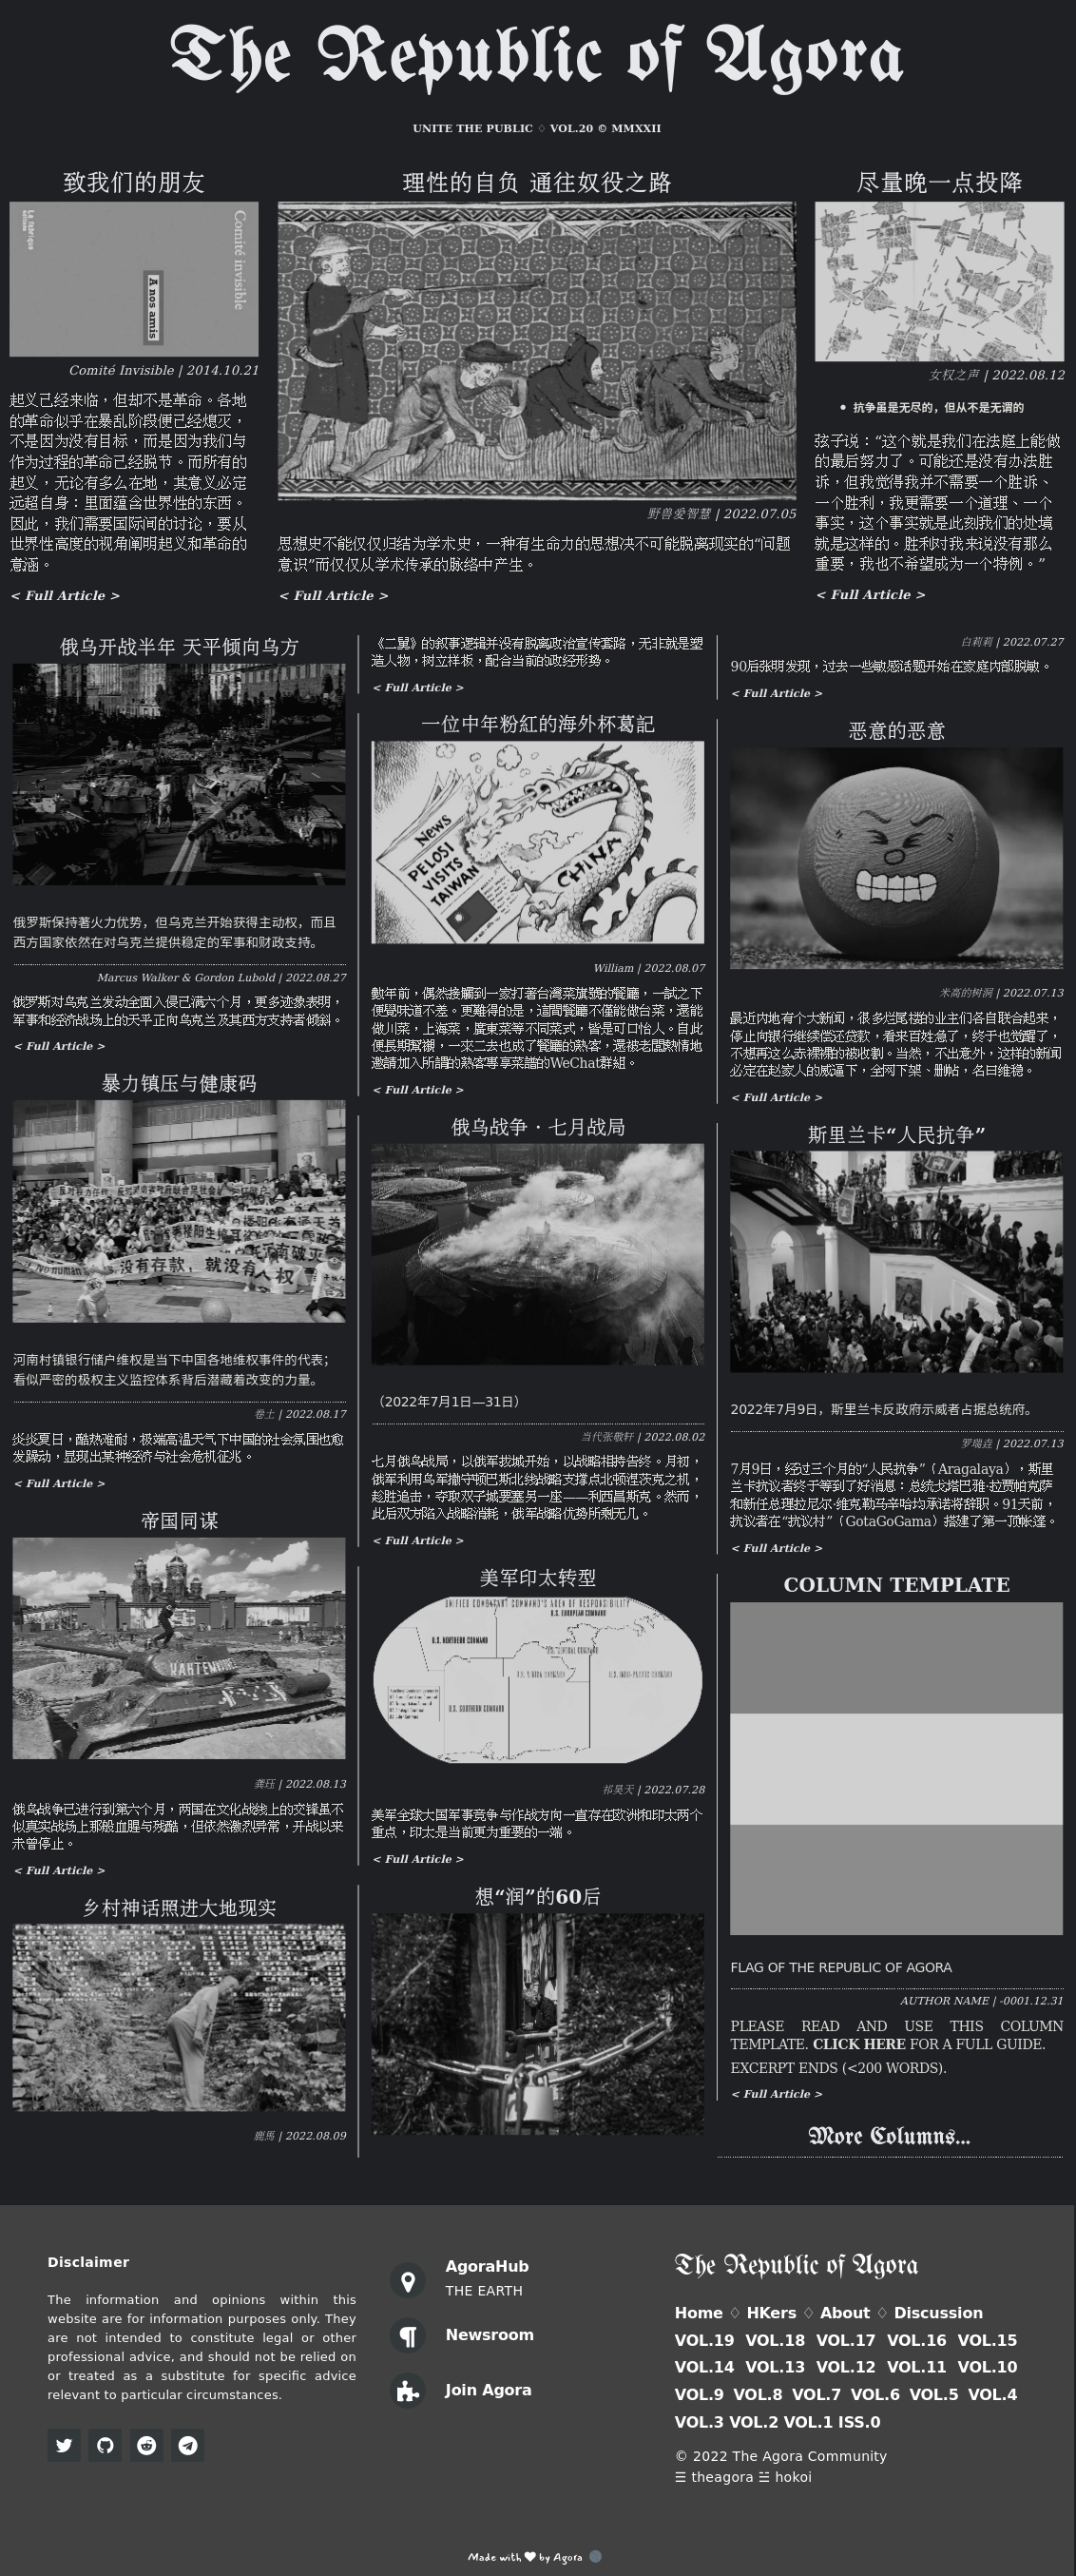 The Republic of Agora
UNITE THE PUBLIC ♢ VOL.20 © MMXXII
致我们的朋友
La fabrique
éditions
Comité invisible
À nos amis
Comité Invisible | 2014.10.21
起义已经来临，但却不是革命。各地
的革命似乎在暴乱阶段便已经熄灭，
不是因为没有目标，而是因为我们与
作为过程的革命已经脱节。而所有的
起义，无论有多么在地，其意义必定
远超自身：里面蕴含世界性的东西。
因此，我们需要国际间的讨论，要从
世界性高度的视角阐明起义和革命的
意涵。
< Full Article >
理性的自负 通往奴役之路
野兽爱智慧 | 2022.07.05
思想史不能仅仅归结为学术史，一种有生命力的思想决不可能脱离现实的“问题
意识”而仅仅从学术传承的脉络中产生。
< Full Article >
尽量晚一点投降
女权之声 | 2022.08.12
• 抗争虽是无尽的，但从不是无谓的
弦子说：“这个就是我们在法庭上能做
的最后努力了。可能还是没有办法胜
诉，但我觉得我并不需要一个胜诉、
一个胜利，我更需要一个道理、一个
事实，这个事实就是此刻我们的处境
就是这样的。胜利对我来说没有那么
重要，我也不希望成为一个特例。”
< Full Article >
俄乌开战半年 天平倾向乌方
俄罗斯保持著火力优势，但乌克兰开始获得主动权，而且
西方国家依然在对乌克兰提供稳定的军事和财政支持。
Marcus Walker & Gordon Lubold | 2022.08.27
俄罗斯对乌克兰发动全面入侵已满六个月，更多迹象表明，
军事和经济战场上的天平正向乌克兰及其西方支持者倾斜。
< Full Article >
暴力镇压与健康码
No human
没有存款，就没有人权
河南村镇银行储户维权是当下中国各地维权事件的代表；
看似严密的极权主义监控体系背后潜藏着改变的力量。
卷土 | 2022.08.17
炎炎夏日，酷热难耐，极端高温天气下中国的社会氛围也愈
发躁动，显现出某种经济与社会危机征兆。
< Full Article >
帝国同谋
龚珏 | 2022.08.13
俄乌战争已进行到第六个月，两国在文化战线上的交锋虽不
似真实战场上那般血腥与残酷，但依然激烈异常，开战以来
未曾停止。
< Full Article >
乡村神话照进大地现实
鹿馬 | 2022.08.09
《二舅》的叙事逻辑并没有脱离政治宣传套路，无非就是塑
造人物，树立样板，配合当前的政经形势。
< Full Article >
一位中年粉紅的海外杯葛記
News
PELOSI
VISITS
TAIWAN
CHINA
William | 2022.08.07
數年前，偶然接觸到一家打著台灣菜旗號的餐廳，一試之下
便覺味道不差。更難得的是，這間餐廳不僅能做台菜，還能
做川菜，上海菜，廣東菜等不同菜式，皆是可口怡人。自此
便長期幫襯，一來二去也成了餐廳的熟客，還被老闆熱情地
邀請加入所謂的熟客專享菜譜的WeChat群組。
< Full Article >
俄乌战争 · 七月战局
（2022年7月1日—31日）
当代张敬轩 | 2022.08.02
七月俄乌战局，以俄军拔城开始，以战略相持告终。月初，
俄军利用乌军撤守顿巴斯北线战略支撑点北顿涅茨克之机，
趁胜追击，夺取双子城要塞另一座——利西昌斯克。然而，
此后双方陷入战略消耗，俄军战略优势所剩无几。
< Full Article >
美军印太转型
UNIFIED COMBATANT COMMAND'S AREA OF RESPONSIBILITY
U.S. EUROPEAN COMMAND
U.S. NORTHERN COMMAND
U.S. CENTRAL COMMAND
U.S. AFRICA COMMAND
U.S. INDO-PACIFIC COMMAND
U.S. SOUTHERN COMMAND
祁昊天 | 2022.07.28
美军全球大国军事竞争与作战方向一直存在欧洲和印太两个
重点，印太是当前更为重要的一端。
< Full Article >
想“润”的60后
白莉莉 | 2022.07.27
90后张明发现，过去一些敏感话题开始在家庭内部脱敏。
< Full Article >
恶意的恶意
米高的树洞 | 2022.07.13
最近内地有个大新闻，很多烂尾楼的业主们各自联合起来，
停止向银行继续偿还贷款，看来百姓急了，终于也觉醒了，
不想再这么赤裸裸的被收割。当然，不出意外，这样的新闻
必定在赵家人的威逼下，全网下架、删帖，名曰维稳。
< Full Article >
斯里兰卡“人民抗争”
2022年7月9日，斯里兰卡反政府示威者占据总统府。
罗瑞垚 | 2022.07.13
7月9日，经过三个月的“人民抗争”（Aragalaya），斯里
兰卡抗议者终于等到了好消息：总统戈塔巴雅·拉贾帕克萨
和新任总理拉尼尔·维克勒马辛哈均承诺将辞职。91天前，
抗议者在“抗议村”（GotaGoGama）搭建了第一顶帐篷。
< Full Article >
COLUMN TEMPLATE
FLAG OF THE REPUBLIC OF AGORA
AUTHOR NAME | -0001.12.31
PLEASE READ AND USE THIS COLUMN
TEMPLATE. CLICK HERE FOR A FULL GUIDE.
EXCERPT ENDS (<200 WORDS).
< Full Article >
More Columns...
Disclaimer
The information and opinions within this
website are for information purposes only. They
are not intended to constitute legal or other
professional advice, and should not be relied on
or treated as a substitute for specific advice
relevant to particular circumstances.
AgoraHub
THE EARTH
Newsroom
Join Agora
The Republic of Agora
Home ♢ HKers ♢ About ♢ Discussion
VOL.19 VOL.18 VOL.17 VOL.16 VOL.15
VOL.14 VOL.13 VOL.12 VOL.11 VOL.10
VOL.9 VOL.8 VOL.7 VOL.6 VOL.5 VOL.4
VOL.3 VOL.2 VOL.1 ISS.0
© 2022 The Agora Community
☰ theagora ☱ hokoi
Made with ♥ by Agora